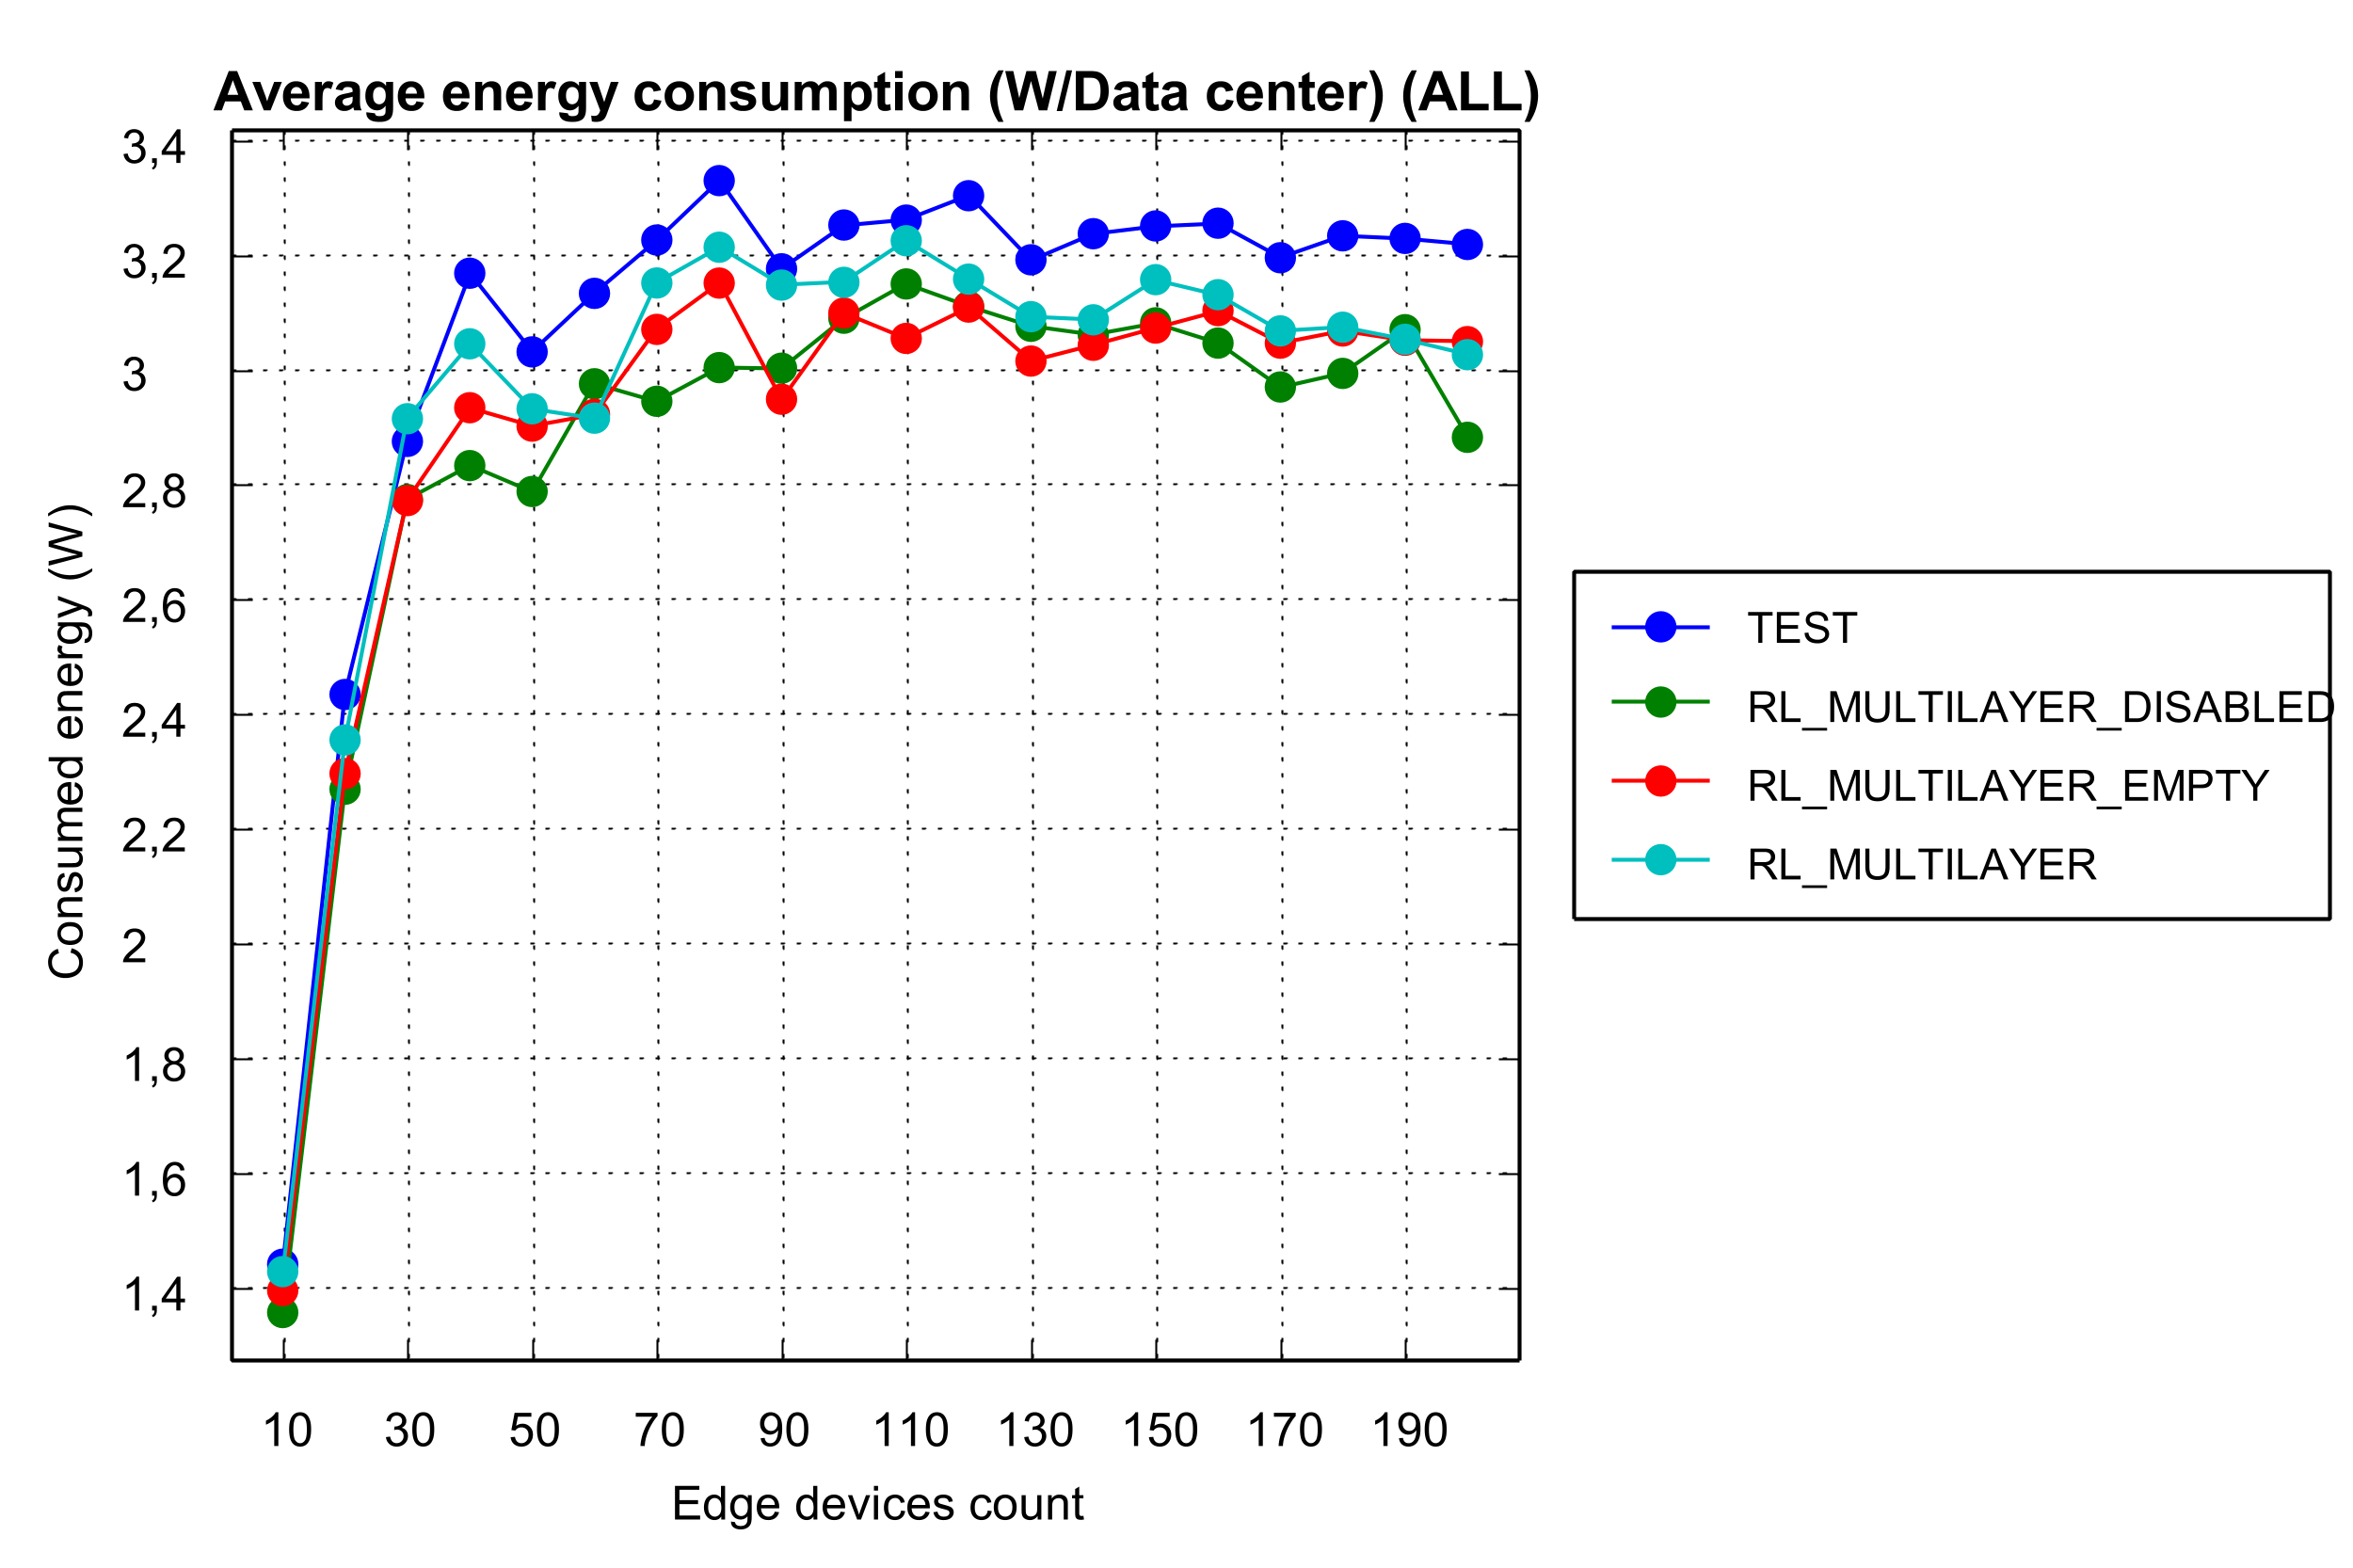 Average energy consumption (W/Data center) (ALL)
3,4
3,2
3
2,8
2,6
2,4
2,2
2
1,8
1,6
1,4
Consumed energy (W)
10 30 50 70 90 110 130 150 170 190
Edge devices count
TEST
RL_MULTILAYER_DISABLED
RL_MULTILAYER_EMPTY
RL_MULTILAYER